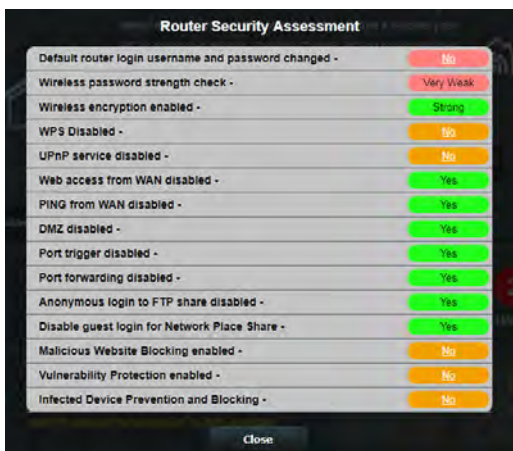 Router Security Assessment
Default router login username and password changed - No
Wireless password strength check - Very Weak
Wireless encryption enabled - Strong
WPS Disabled - No
UPnP service disabled - No
Web access from WAN disabled - Yes
PING from WAN disabled - Yes
DMZ disabled - Yes
Port trigger disabled - Yes
Port forwarding disabled - Yes
Anonymous login to FTP share disabled - Yes
Disable guest login for Network Place Share - Yes
Malicious Website Blocking enabled - No
Vulnerability Protection enabled - No
Infected Device Prevention and Blocking - No
Close